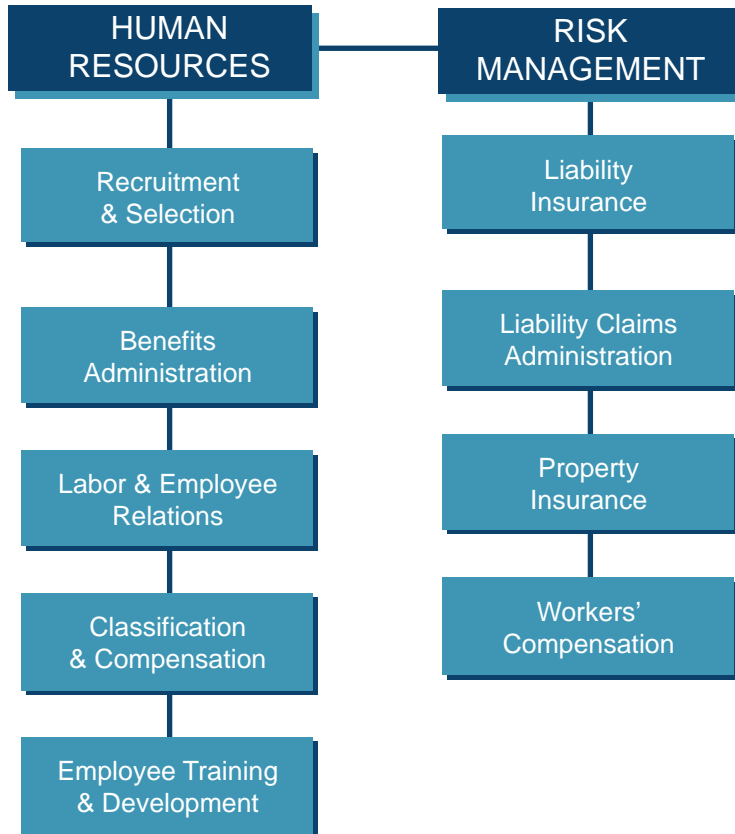 HUMAN
RESOURCES
Recruitment
& Selection
Benefits
Administration
Labor & Employee
Relations
Classification
& Compensation
Employee Training
& Development
RISK
MANAGEMENT
Liability
Insurance
Liability Claims
Administration
Property
Insurance
Workers’
Compensation